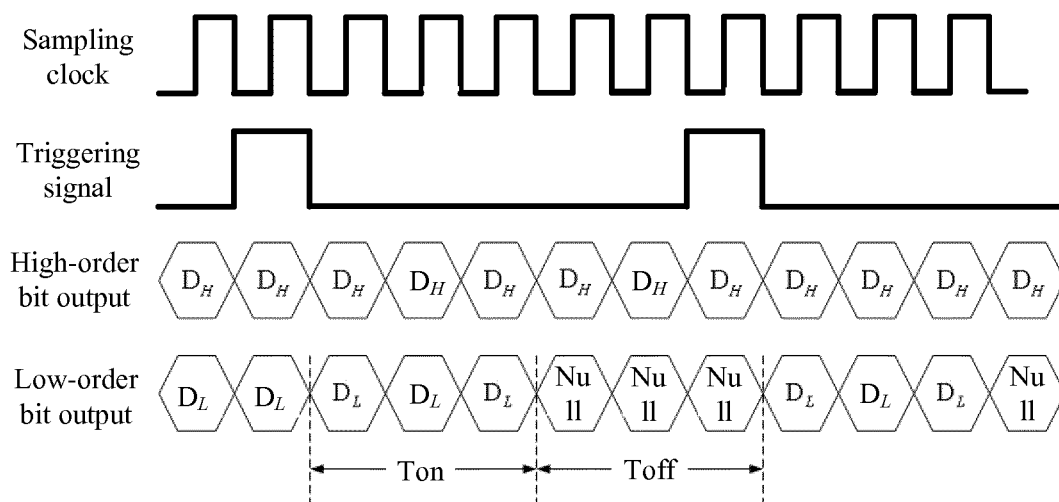 Sampling
clock
Triggering
signal
High-order
bit output
D_H D_H D_H D_H D_H D_H D_H D_H D_H D_H D_H D_H
Low-order
bit output
D_L D_L D_L D_L D_L Nu Nu Nu D_L D_L D_L Nu
ll ll ll ll
Ton Toff